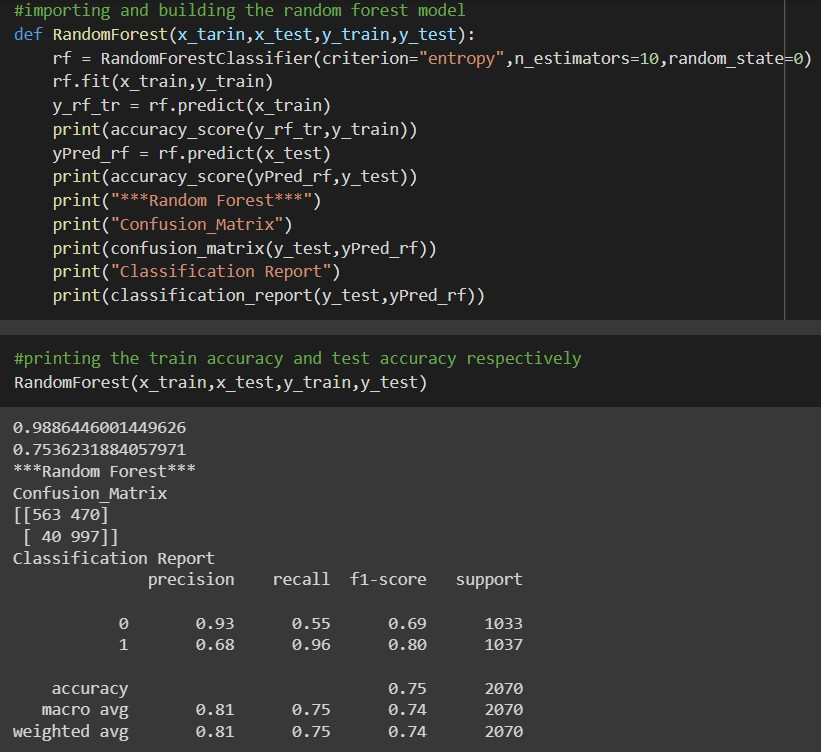 #importing and building the random forest model
def RandomForest(x_tarin,x_test,y_train,y_test):
    rf = RandomForestClassifier(criterion="entropy",n_estimators=10,random_state=0)
    rf.fit(x_train,y_train)
    y_rf_tr = rf.predict(x_train)
    print(accuracy_score(y_rf_tr,y_train))
    yPred_rf = rf.predict(x_test)
    print(accuracy_score(yPred_rf,y_test))
    print("***Random Forest***")
    print("Confusion_Matrix")
    print(confusion_matrix(y_test,yPred_rf))
    print("Classification Report")
    print(classification_report(y_test,yPred_rf))
#printing the train accuracy and test accuracy respectively
RandomForest(x_train,x_test,y_train,y_test)
0.9886446001449626
0.7536231884057971
***Random Forest***
Confusion_Matrix
[[563 470]
 [ 40 997]]
Classification Report
              precision    recall  f1-score   support
           0       0.93      0.55      0.69      1033
           1       0.68      0.96      0.80      1037
    accuracy                           0.75      2070
   macro avg       0.81      0.75      0.74      2070
weighted avg       0.81      0.75      0.74      2070